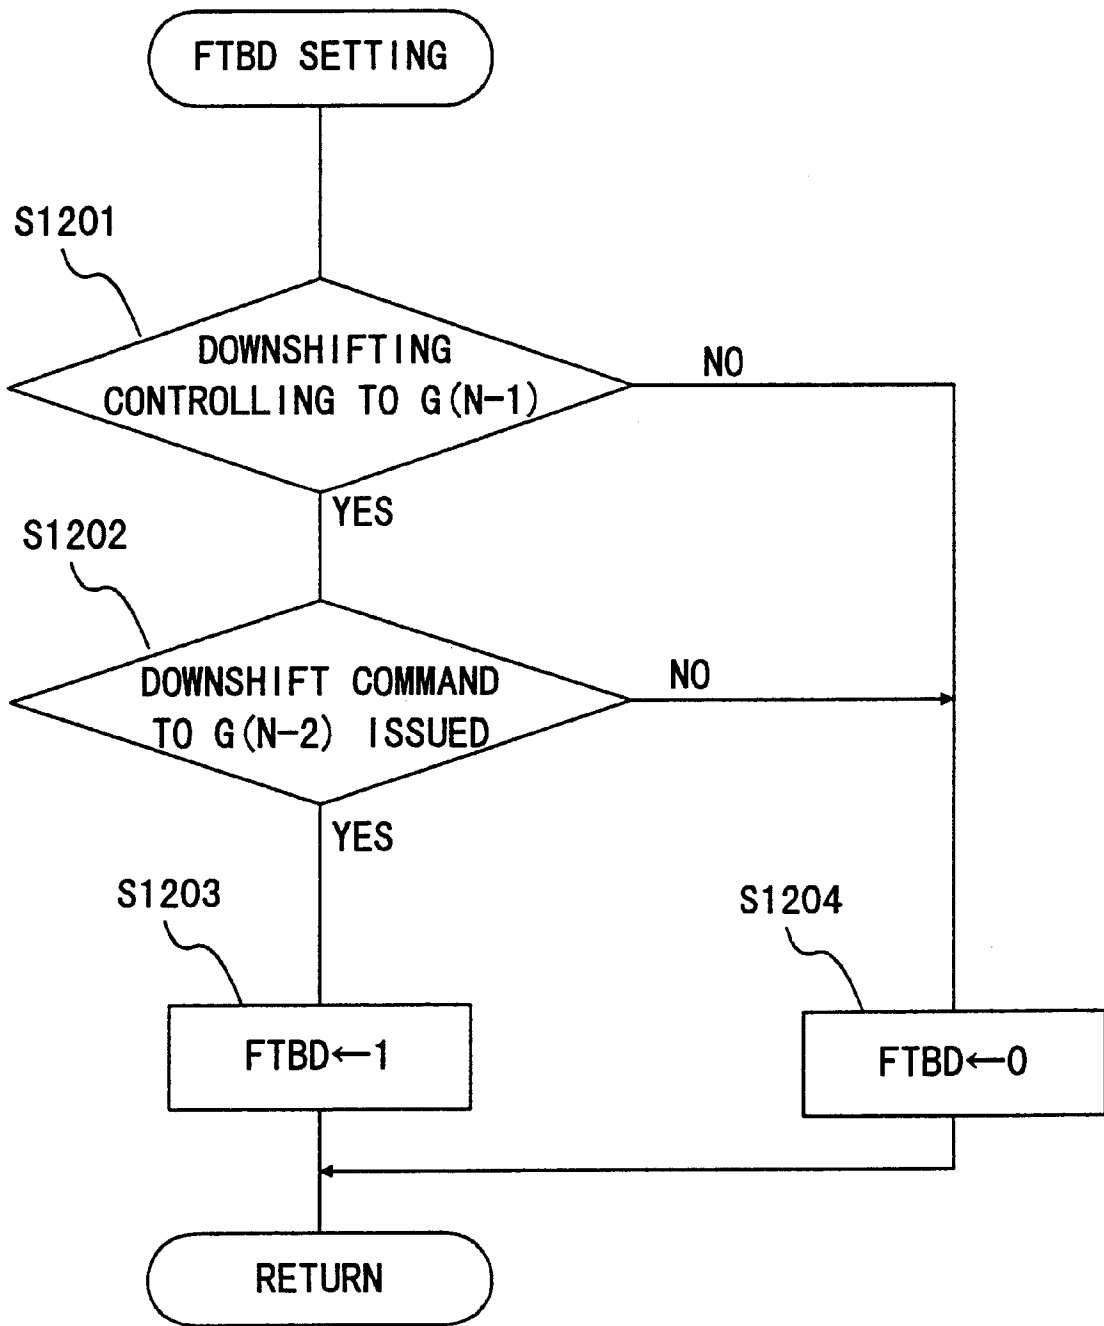 FTBD SETTING
S1201
DOWNSHIFTING
CONTROLLING TO G(N-1)
NO
YES
S1202
DOWNSHIFT COMMAND
TO G(N-2) ISSUED
NO
YES
S1203
FTBD←1
S1204
FTBD←0
RETURN